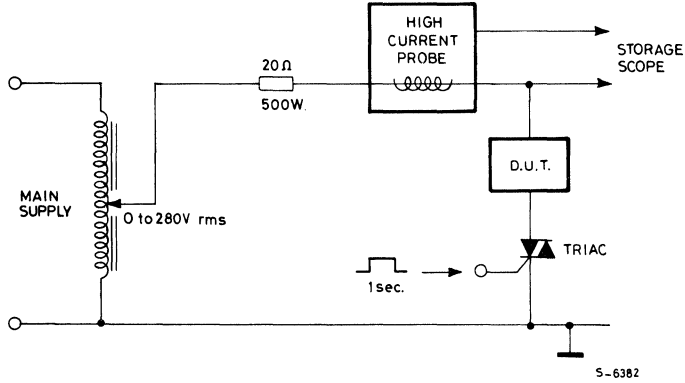 HIGH
CURRENT
PROBE
STORAGE
SCOPE
20Ω
500W.
D.U.T.
MAIN
SUPPLY
0 to 280V rms
TRIAC
1sec.
S-6382